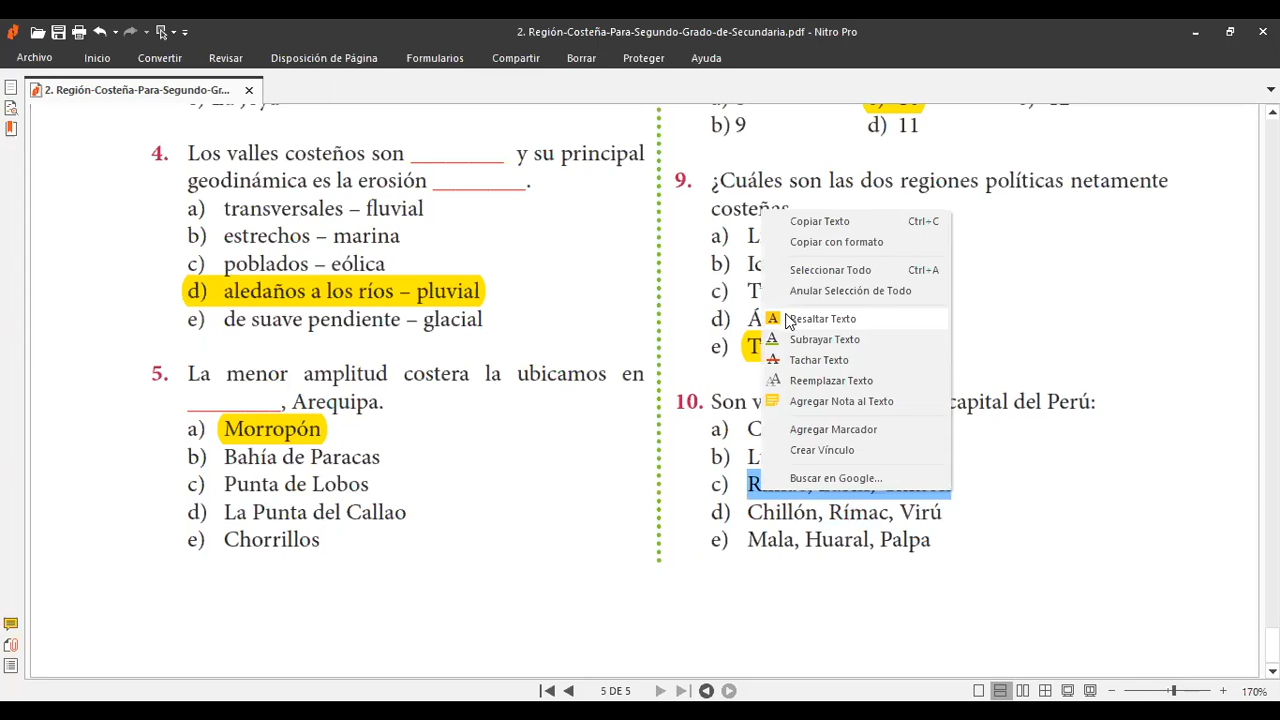 2. Región-Costeña-Para-Segundo-Grado-de-Secundaria.pdf - Nitro Pro
Archivo Inicio Convertir Revisar Disposición de Página Formularios Compartir Borrar Proteger Ayuda
2. Región-Costeña-Para-Segundo-Gr...
4. Los valles costeños son __________ y su principal
geodinámica es la erosión __________.
a) transversales – fluvial
b) estrechos – marina
c) poblados – eólica
d) aledaños a los ríos – pluvial
e) de suave pendiente – glacial
5. La menor amplitud costera la ubicamos en
__________, Arequipa.
a) Morropón
b) Bahía de Paracas
c) Punta de Lobos
d) La Punta del Callao
e) Chorrillos
b) 9 d) 11
9. ¿Cuáles son las dos regiones políticas netamente
costeñas
a) L
b) Ic
c) T
d) Á
e) T
10. Son v capital del Perú:
a) C
b) L
c) R
d) Chillón, Rímac, Virú
e) Mala, Huaral, Palpa
Copiar Texto Ctrl+C
Copiar con formato
Seleccionar Todo Ctrl+A
Anular Selección de Todo
Resaltar Texto
Subrayar Texto
Tachar Texto
Reemplazar Texto
Agregar Nota al Texto
Agregar Marcador
Crear Vínculo
Buscar en Google...
5 DE 5
170%